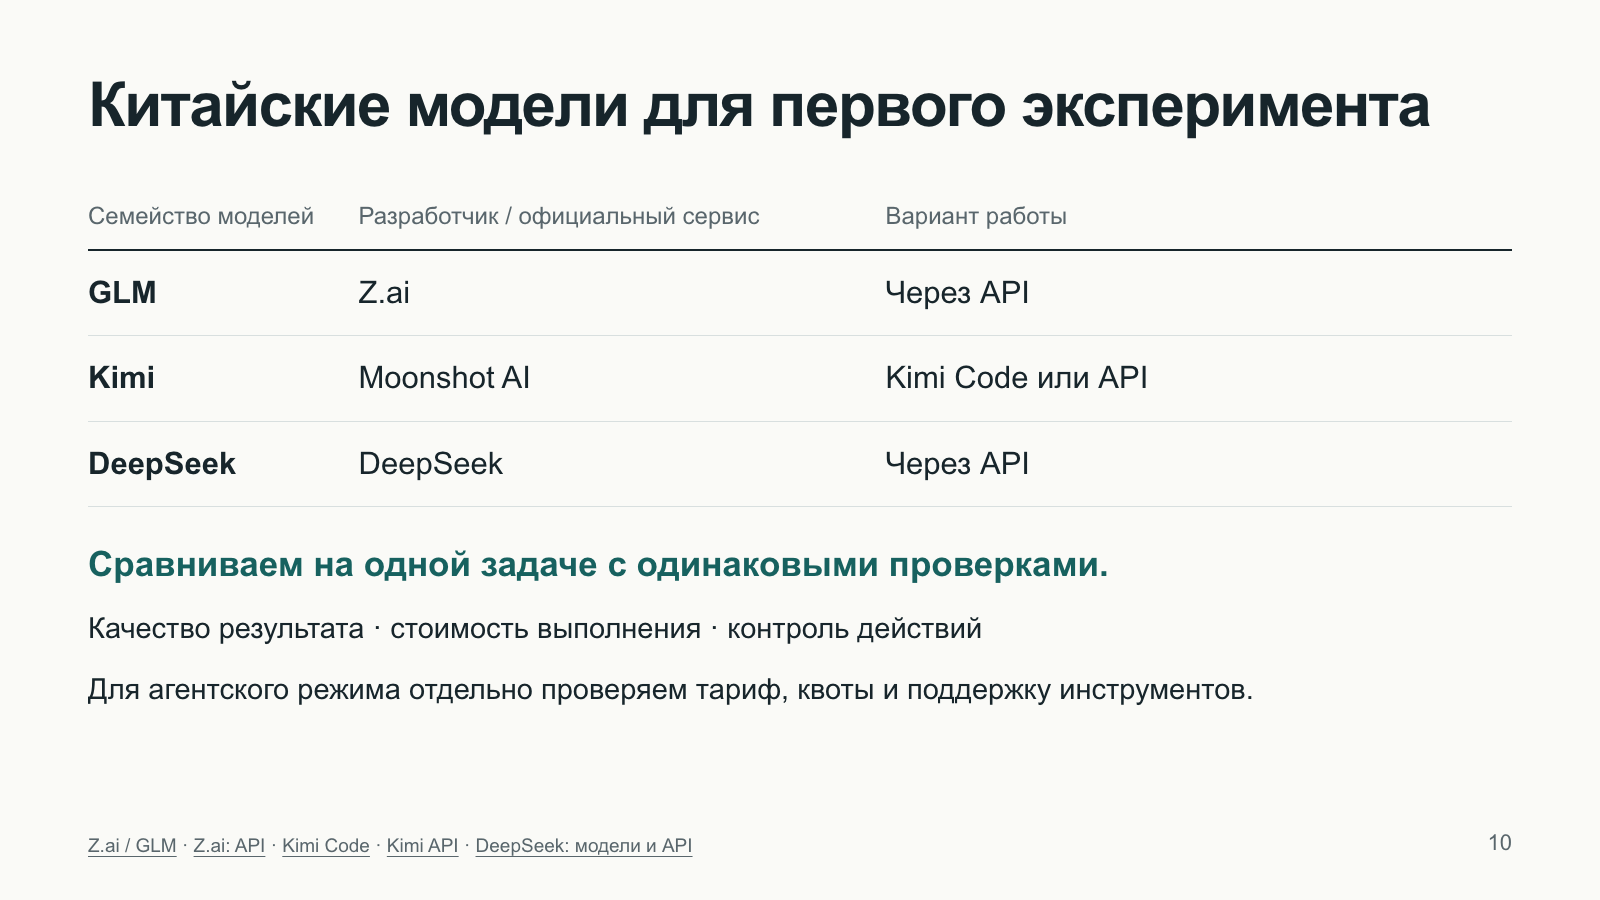 Китайские модели для первого эксперимента
Семейство моделей Разработчик / официальный сервис Вариант работы
GLM Z.ai Через API
Kimi Moonshot AI Kimi Code или API
DeepSeek DeepSeek Через API
Сравниваем на одной задаче с одинаковыми проверками.
Качество результата · стоимость выполнения · контроль действий
Для агентского режима отдельно проверяем тариф, квоты и поддержку инструментов.
Z.ai / GLM · Z.ai: API · Kimi Code · Kimi API · DeepSeek: модели и API 10